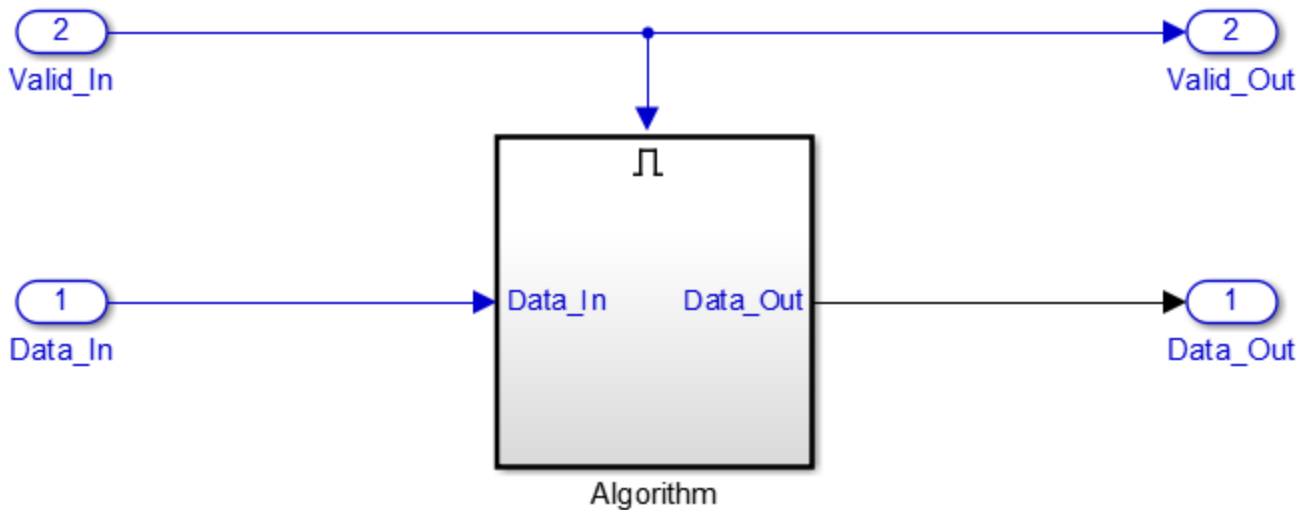 2
2
Valid_In
Valid_Out
1
Data_In
Data_Out
1
Data_In
Data_Out
Algorithm